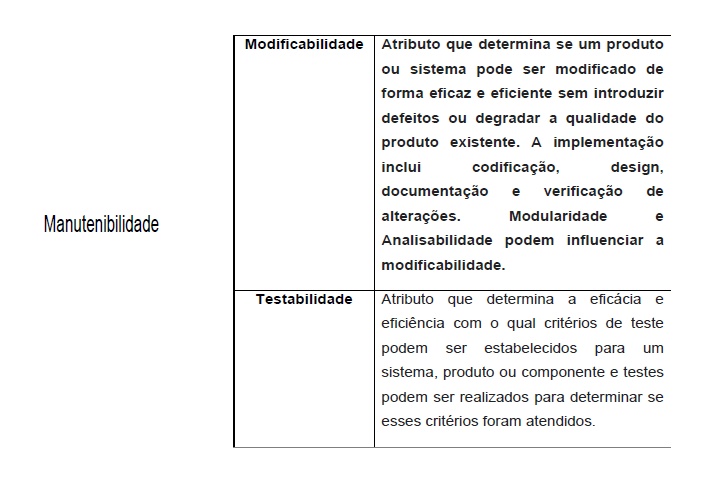 Manutenibilidade
Modificabilidade
Atributo que determina se um produto
ou sistema pode ser modificado de
forma eficaz e eficiente sem introduzir
defeitos ou degradar a qualidade do
produto existente. A implementação
inclui codificação, design,
documentação e verificação de
alterações. Modularidade e
Analisabilidade podem influenciar a
modificabilidade.
Testabilidade
Atributo que determina a eficácia e
eficiência com o qual critérios de teste
podem ser estabelecidos para um
sistema, produto ou componente e testes
podem ser realizados para determinar se
esses critérios foram atendidos.